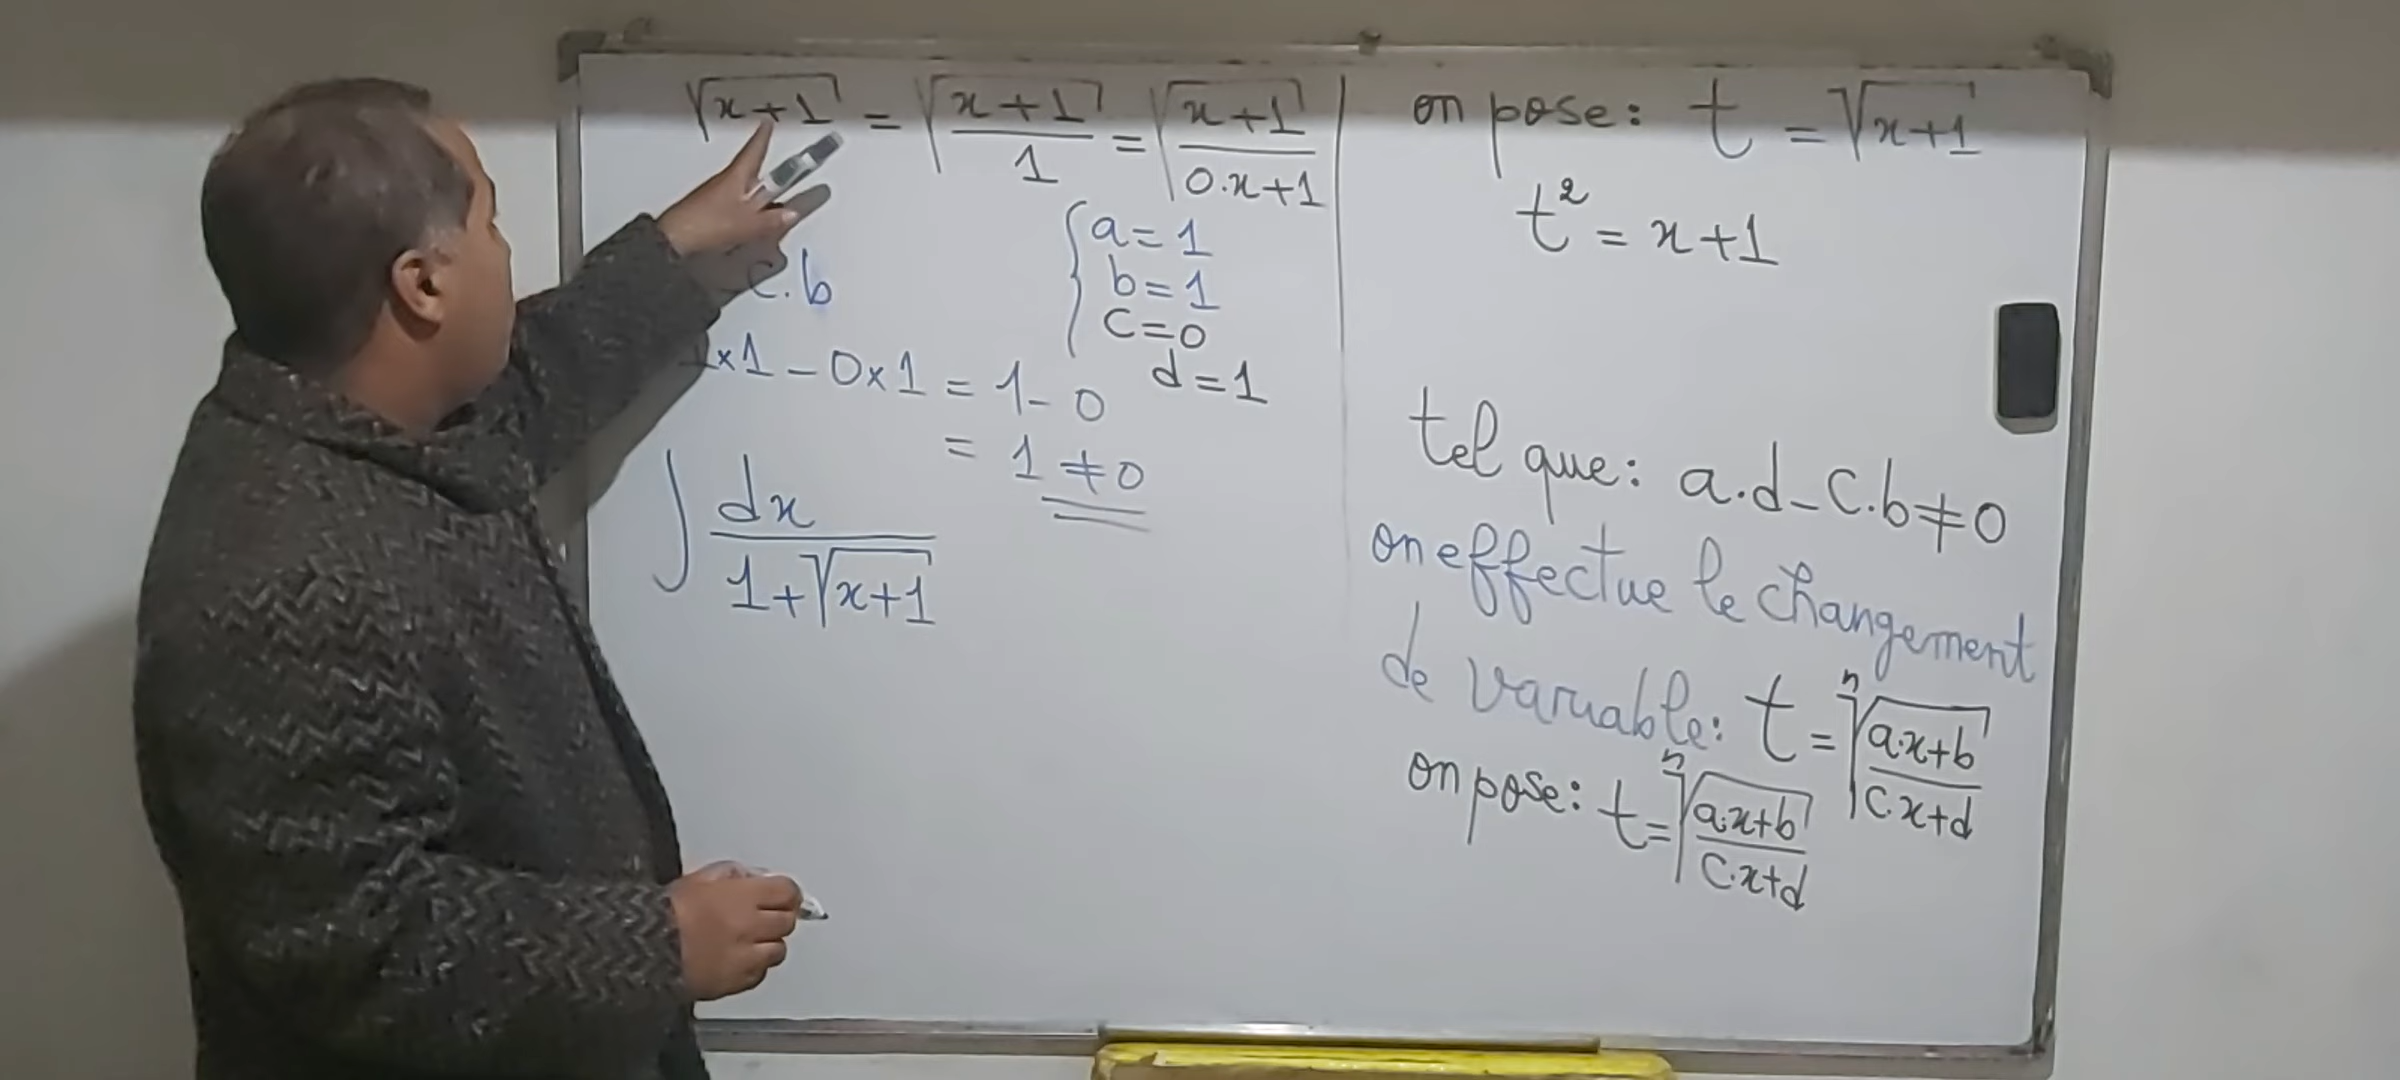 √x+1 = √(x+1)/1 = √(x+1)/(0.x+1)
c.b
{ a=1
b=1
c=0
d=1
1x1 - 0x1 = 1 - 0
= 1 ≠ 0
∫ dx/(1+√x+1)
on pose: t = √x+1
t² = x+1
tel que: a.d - c.b ≠ 0
on effectue le changement
de variable: t = ⁿ√(a.x+b)/(c.x+d)
on pose: t = ⁿ√(a.x+b)/(c.x+d)